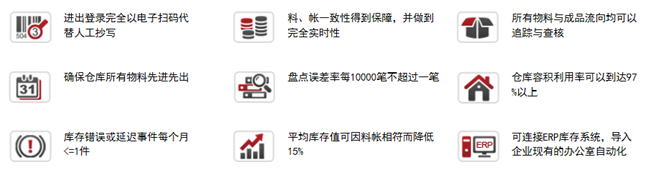 进出登录完全以电子扫码代
替人工抄写
504
3
料、帐一致性得到保障，并做到
完全实时性
所有物料与成品流向均可以
追踪与查核
31
确保仓库所有物料先进先出
盘点误差率每10000笔不超过一笔
仓库容积利用率可以到达97
%以上
库存错误或延迟事件每个月
<=1件
平均库存值可因料帐相符而降低
15%
ERP
可连接ERP库存系统，导入
企业现有的办公室自动化